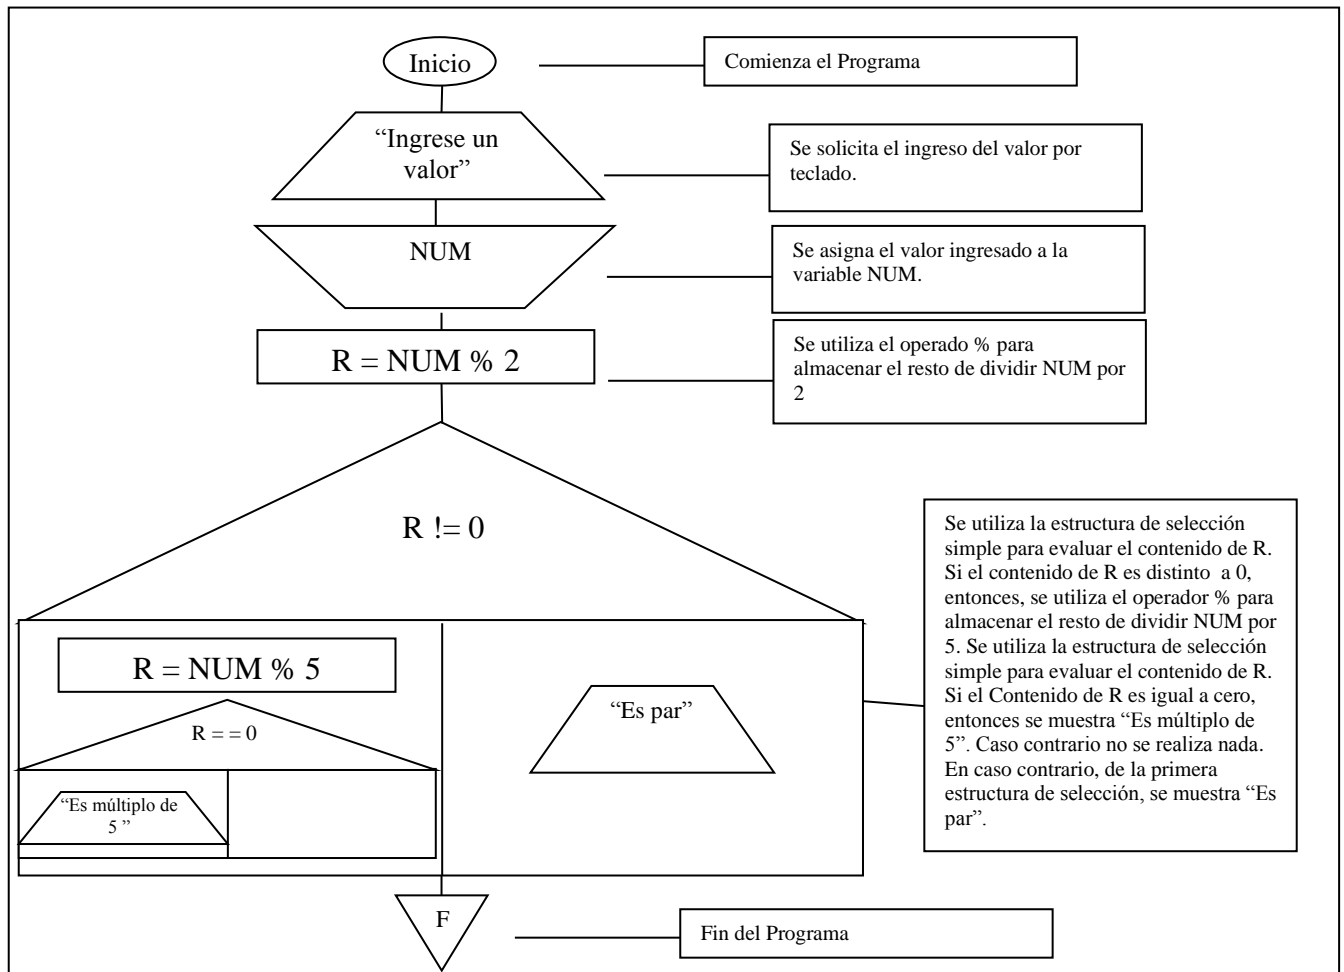 Inicio
Comienza el Programa
“Ingrese un
valor”
Se solicita el ingreso del valor por
teclado.
NUM
Se asigna el valor ingresado a la
variable NUM.
R = NUM % 2
Se utiliza el operado % para
almacenar el resto de dividir NUM por
2
R != 0
R = NUM % 5
R = = 0
“Es múltiplo de
5 ”
“Es par”
Se utiliza la estructura de selección
simple para evaluar el contenido de R.
Si el contenido de R es distinto  a 0,
entonces, se utiliza el operador % para
almacenar el resto de dividir NUM por
5. Se utiliza la estructura de selección
simple para evaluar el contenido de R.
Si el Contenido de R es igual a cero,
entonces se muestra “Es múltiplo de
5”. Caso contrario no se realiza nada.
En caso contrario, de la primera
estructura de selección, se muestra “Es
par”.
F
Fin del Programa